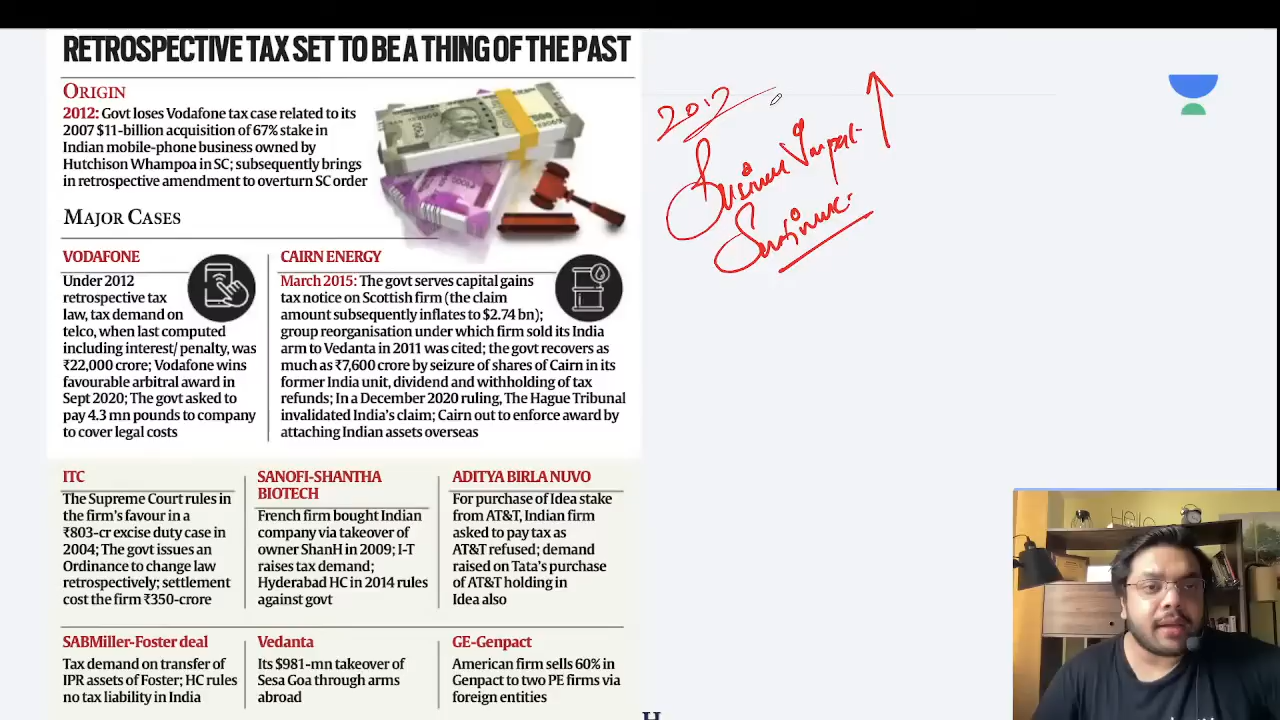 RETROSPECTIVE TAX SET TO BE A THING OF THE PAST
ORIGIN
2012: Govt loses Vodafone tax case related to its
2007 $11-billion acquisition of 67% stake in
Indian mobile-phone business owned by
Hutchison Whampoa in SC; subsequently brings
in retrospective amendment to overturn SC order
MAJOR CASES
VODAFONE
Under 2012
retrospective tax
law, tax demand on
telco, when last computed
including interest/ penalty, was
₹22,000 crore; Vodafone wins
favourable arbitral award in
Sept 2020; The govt asked to
pay 4.3 mn pounds to company
to cover legal costs
CAIRN ENERGY
March 2015: The govt serves capital gains
tax notice on Scottish firm (the claim
amount subsequently inflates to $2.74 bn);
group reorganisation under which firm sold its India
arm to Vedanta in 2011 was cited; the govt recovers as
much as ₹7,600 crore by seizure of shares of Cairn in its
former India unit, dividend and withholding of tax
refunds; In a December 2020 ruling, The Hague Tribunal
invalidated India's claim; Cairn out to enforce award by
attaching Indian assets overseas
ITC
The Supreme Court rules in
the firm's favour in a
₹803-cr excise duty case in
2004; The govt issues an
Ordinance to change law
retrospectively; settlement
cost the firm ₹350-crore
SANOFI-SHANTHA
BIOTECH
French firm bought Indian
company via takeover of
owner ShanH in 2009; I-T
raises tax demand;
Hyderabad HC in 2014 rules
against govt
ADITYA BIRLA NUVO
For purchase of Idea stake
from AT&T, Indian firm
asked to pay tax as
AT&T refused; demand
raised on Tata's purchase
of AT&T holding in
Idea also
SABMiller-Foster deal
Tax demand on transfer of
IPR assets of Foster; HC rules
no tax liability in India
Vedanta
Its $981-mn takeover of
Sesa Goa through arms
abroad
GE-Genpact
American firm sells 60% in
Genpact to two PE firms via
foreign entities
2012
Business
Hello
H